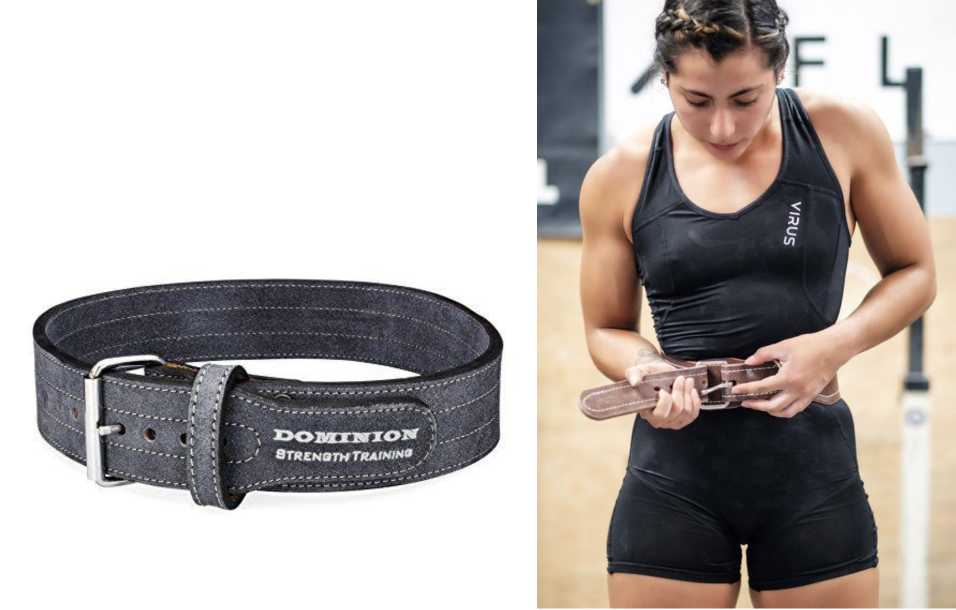 DOMINION
STRENGTH TRAINING
VIRUS
F L
L